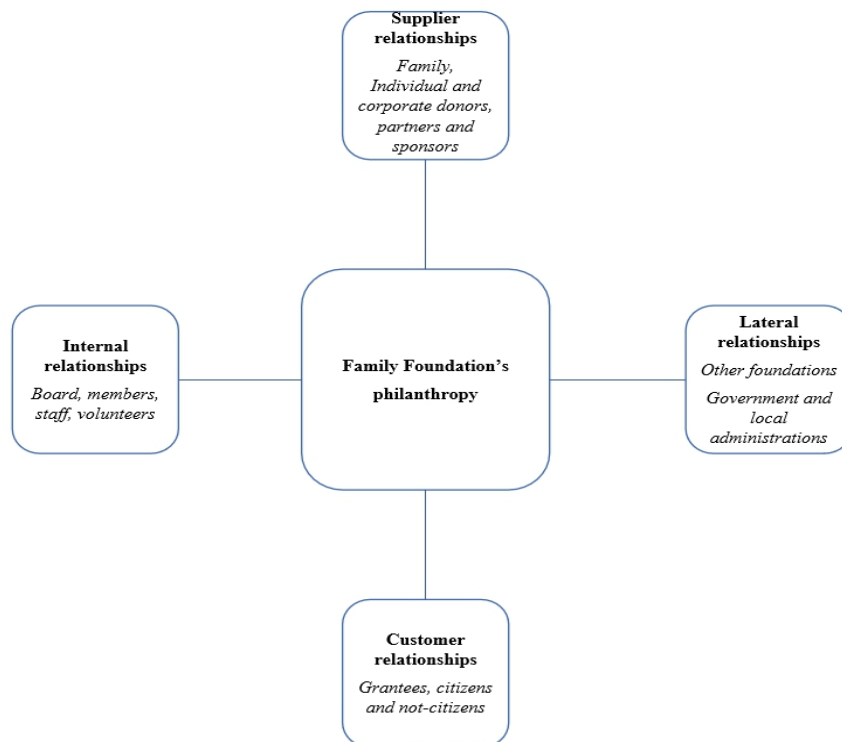 Supplier
relationships
Family,
Individual and
corporate donors,
partners and
sponsors
Internal
relationships
Board, members,
staff, volunteers
Family Foundation's
philanthropy
Lateral
relationships
Other foundations
Government and
local
administrations
Customer
relationships
Grantees, citizens
and not-citizens